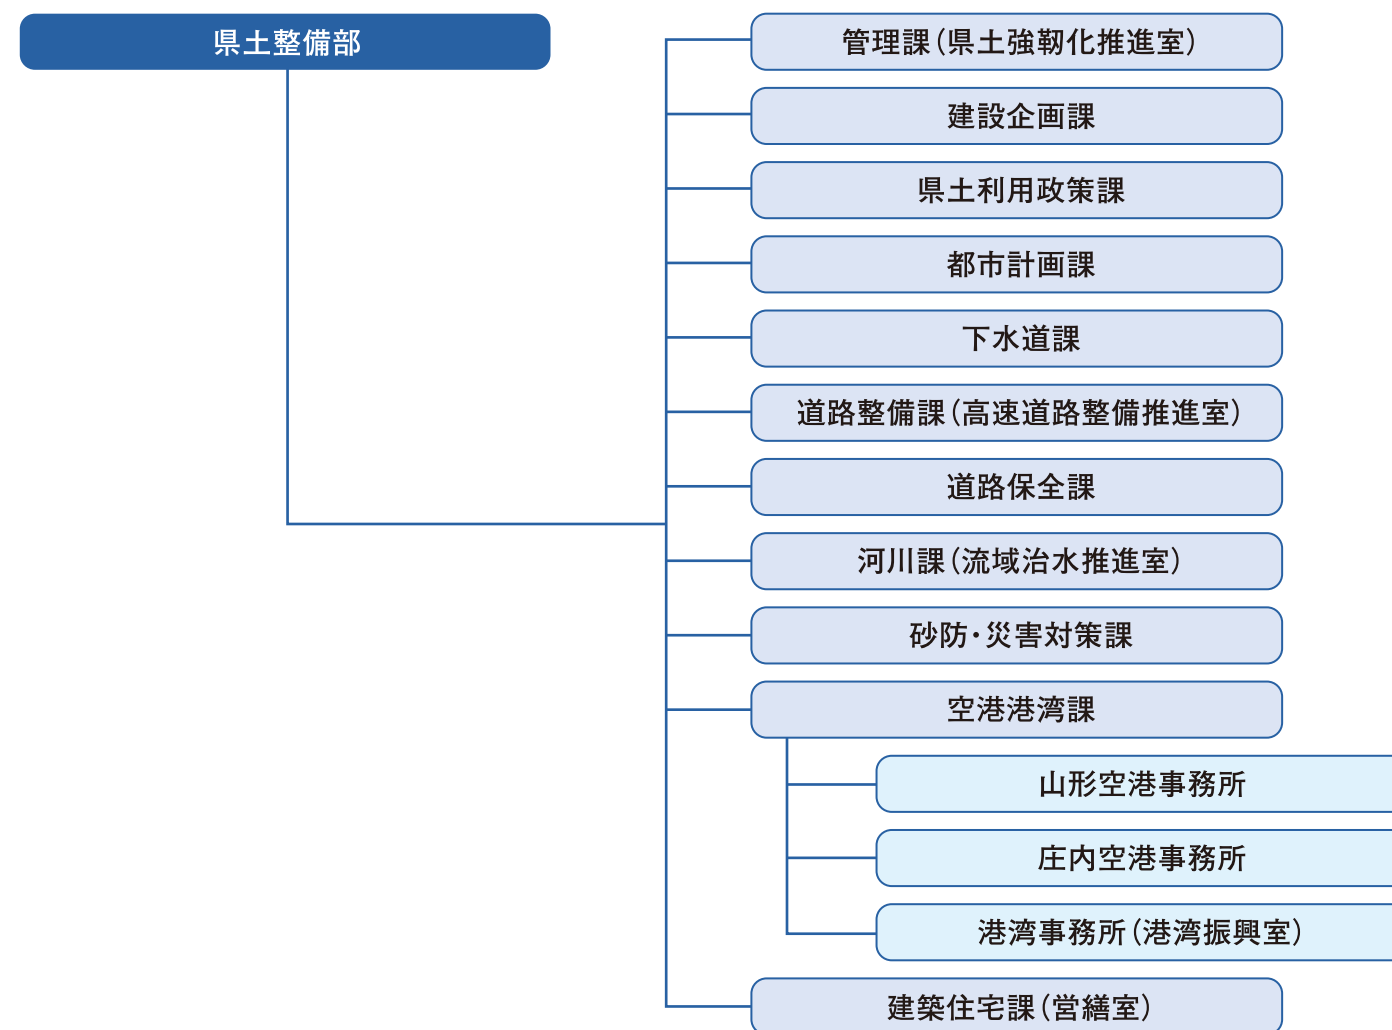 県土整備部
管理課（県土強靭化推進室）
建設企画課
県土利用政策課
都市計画課
下水道課
道路整備課（高速道路整備推進室）
道路保全課
河川課（流域治水推進室）
砂防・災害対策課
空港港湾課
山形空港事務所
庄内空港事務所
港湾事務所（港湾振興室）
建築住宅課（営繕室）